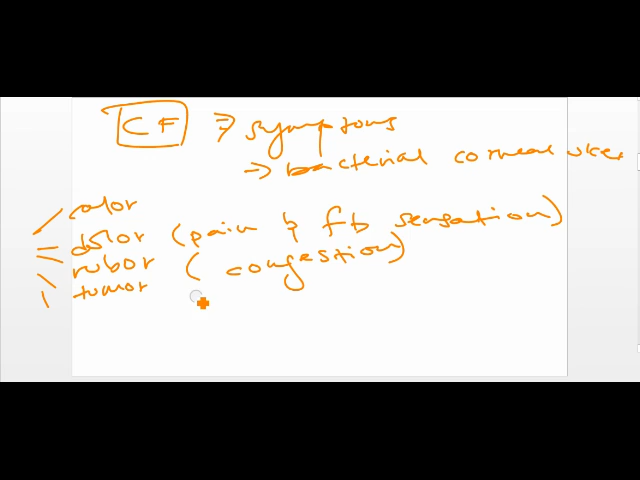 CF → symptoms
→ bacterial corneal ulcer
calor
dolor (pain & fb sensation)
rubor (congestion)
tumor